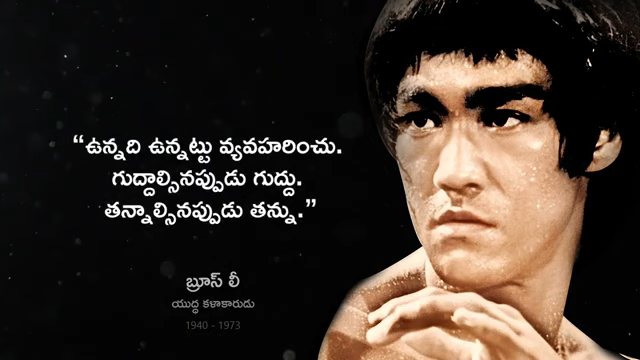 “ఉన్నది ఉన్నట్టు వ్యవహరించు.
గుద్దాల్సినప్పుడు గుద్దు.
తన్నాల్సినప్పుడు తన్ను.”
బ్రూస్ లీ
యుద్ధ కళాకారుడు
1940 - 1973